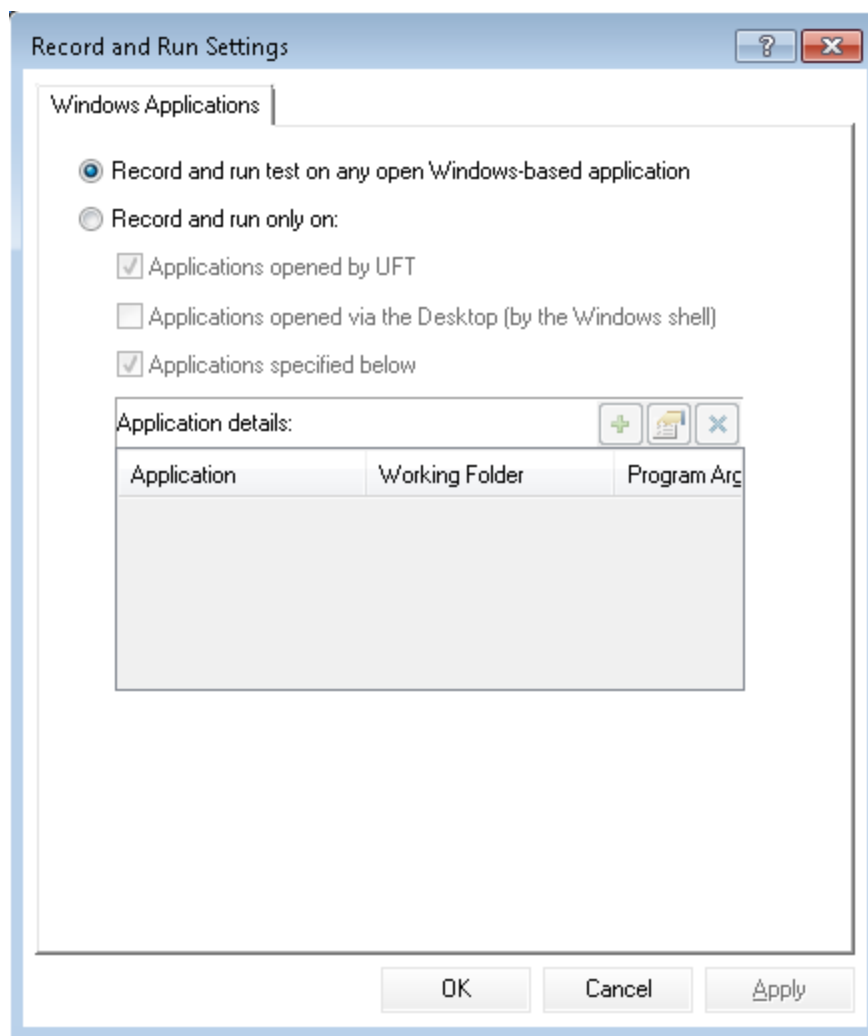 Record and Run Settings
Windows Applications
Record and run test on any open Windows-based application
Record and run only on:
Applications opened by UFT
Applications opened via the Desktop (by the Windows shell)
Applications specified below
Application details:
Application Working Folder Program Arg
OK Cancel Apply